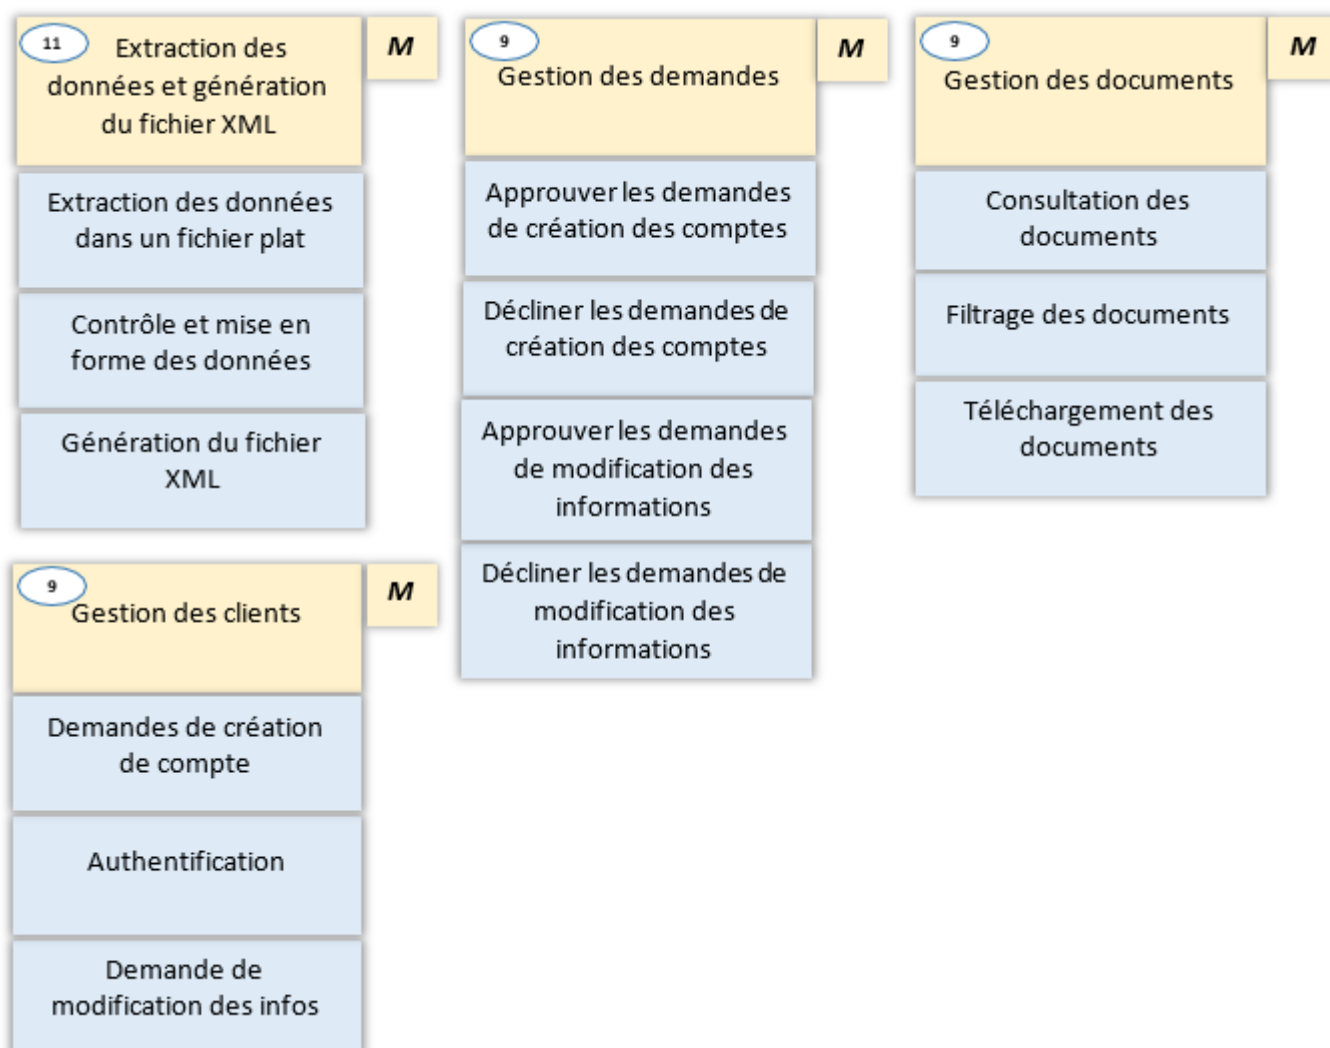 11
Extraction des
données et génération
du fichier XML
M
Extraction des données
dans un fichier plat
Contrôle et mise en
forme des données
Génération du fichier
XML
9
Gestion des demandes
M
Approuver les demandes
de création des comptes
Décliner les demandes de
création des comptes
Approuver les demandes
de modification des
informations
Décliner les demandes de
modification des
informations
9
Gestion des documents
M
Consultation des
documents
Filtrage des documents
Téléchargement des
documents
9
Gestion des clients
M
Demandes de création
de compte
Authentification
Demande de
modification des infos